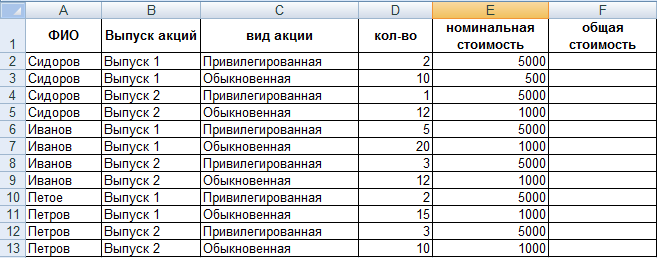 A B C D E F
1 ФИО Выпуск акций вид акции кол-во номинальная стоимость общая стоимость
2 Сидоров Выпуск 1 Привилегированная 2 5000
3 Сидоров Выпуск 1 Обыкновенная 10 500
4 Сидоров Выпуск 2 Привилегированная 1 5000
5 Сидоров Выпуск 2 Обыкновенная 12 1000
6 Иванов Выпуск 1 Привилегированная 5 5000
7 Иванов Выпуск 1 Обыкновенная 20 1000
8 Иванов Выпуск 2 Привилегированная 3 5000
9 Иванов Выпуск 2 Обыкновенная 12 1000
10 Петое Выпуск 1 Привилегированная 2 5000
11 Петров Выпуск 1 Обыкновенная 15 1000
12 Петров Выпуск 2 Привилегированная 3 5000
13 Петров Выпуск 2 Обыкновенная 10 1000